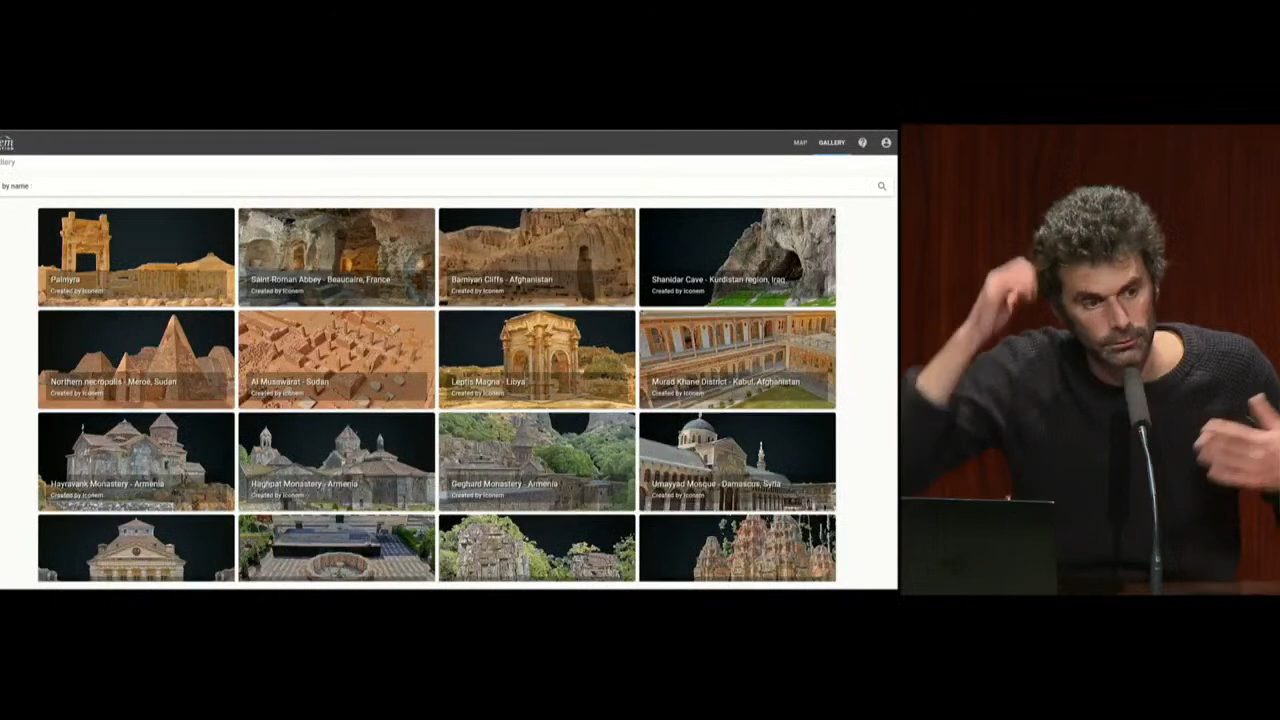 em
MAP GALLERY
llery
by name
Palmyra
Created by Iconem
Saint-Roman Abbey - Beaucaire, France
Created by Iconem
Bamiyan Cliffs - Afghanistan
Created by Iconem
Shanidar Cave - Kurdistan region, Iraq
Created by Iconem
Northern necropolis - Meroe, Sudan
Created by Iconem
Al Musawarat - Sudan
Created by Iconem
Leptis Magna - Libya
Created by Iconem
Murad Khane District - Kabul, Afghanistan
Created by Iconem
Hayravank Monastery - Armenia
Created by Iconem
Haghpat Monastery - Armenia
Created by Iconem
Geghard Monastery - Armenia
Created by Iconem
Umayyad Mosque - Damascus, Syria
Created by Iconem